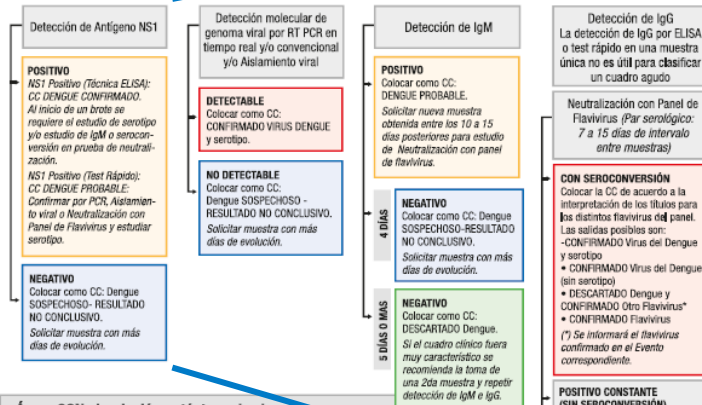 Detección de Antígeno NS1
POSITIVO
NS1 Positivo (Técnica ELISA):
CC DENGUE CONFIRMADO.
Al inicio de un brote se
requiere el estudio de serotipo
y/o estudio de IgM o serocon-
versión en prueba de neutrali-
zación.
NS1 Positivo (Test Rápido):
CC DENGUE PROBABLE:
Confirmar por PCR, Aislamien-
to viral o Neutralización con
Panel de Flavivirus y estudiar
serotipo.
NEGATIVO
Colocar como CC: Dengue
SOSPECHOSO- RESULTADO
NO CONCLUSIVO.
Solicitar muestra con más
días de evolución.
Detección molecular de
genoma viral por RT PCR en
tiempo real y/o convencional
y/o Aislamiento viral
DETECTABLE
Colocar como CC:
CONFIRMADO VIRUS DENGUE
y serotipo.
NO DETECTABLE
Colocar como CC:
Dengue SOSPECHOSO -
RESULTADO NO CONCLUSIVO.
Solicitar muestra con más
días de evolución.
Detección de IgM
POSITIVO
Colocar como CC:
DENGUE PROBABLE.
Solicitar nueva muestra
obtenida entre los 10 a 15
días posteriores para estudio
de Neutralización con panel
de flavivirus.
4 DÍAS
NEGATIVO
Colocar como CC: Dengue
SOSPECHOSO-RESULTADO
NO CONCLUSIVO.
Solicitar muestra con más
días de evolución.
5 DÍAS O MAS
NEGATIVO
Colocar como CC:
DESCARTADO Dengue.
Si el cuadro clínico fuera
muy característico se
recomienda la toma de
una 2da muestra y repetir
detección de IgM e IgG.
Detección de IgG
La detección de IgG por ELISA
o test rápido en una muestra
única no es útil para clasificar
un cuadro agudo
Neutralización con Panel de
Flavivirus (Par serológico:
7 a 15 días de intervalo
entre muestras)
CON SEROCONVERSIÓN
Colocar la CC de acuerdo a la
interpretación de los títulos para
los distintos flavivirus del panel.
Las salidas posibles son:
-CONFIRMADO Virus del Dengue
y serotipo
• CONFIRMADO Virus del Dengue
(sin serotipo)
• DESCARTADO Dengue y
CONFIRMADO Otro Flavivirus*
• CONFIRMADO Flavivirus
(*) Se informará el flavivirus
confirmado en el Evento
correspondiente.
POSITIVO CONSTANTE
(SIN SEROCONVERSIÓN)